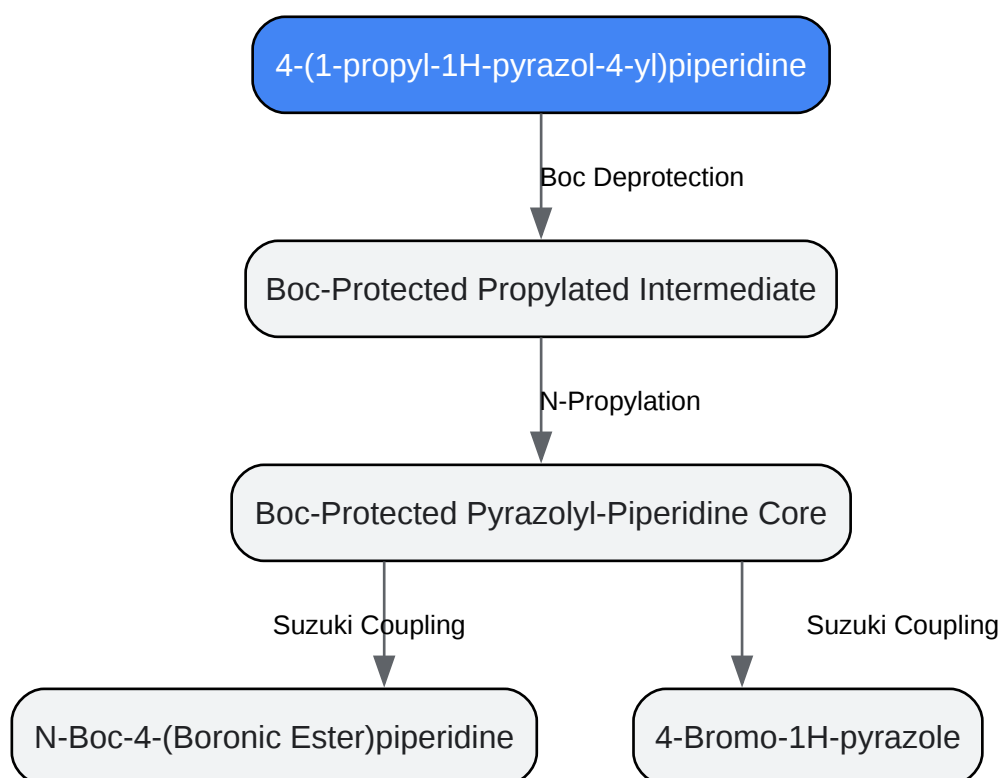 4-(1-propyl-1H-pyrazol-4-yl)piperidine
Boc Deprotection
Boc-Protected Propylated Intermediate
N-Propylation
Boc-Protected Pyrazolyl-Piperidine Core
Suzuki Coupling
Suzuki Coupling
N-Boc-4-(Boronic Ester)piperidine
4-Bromo-1H-pyrazole